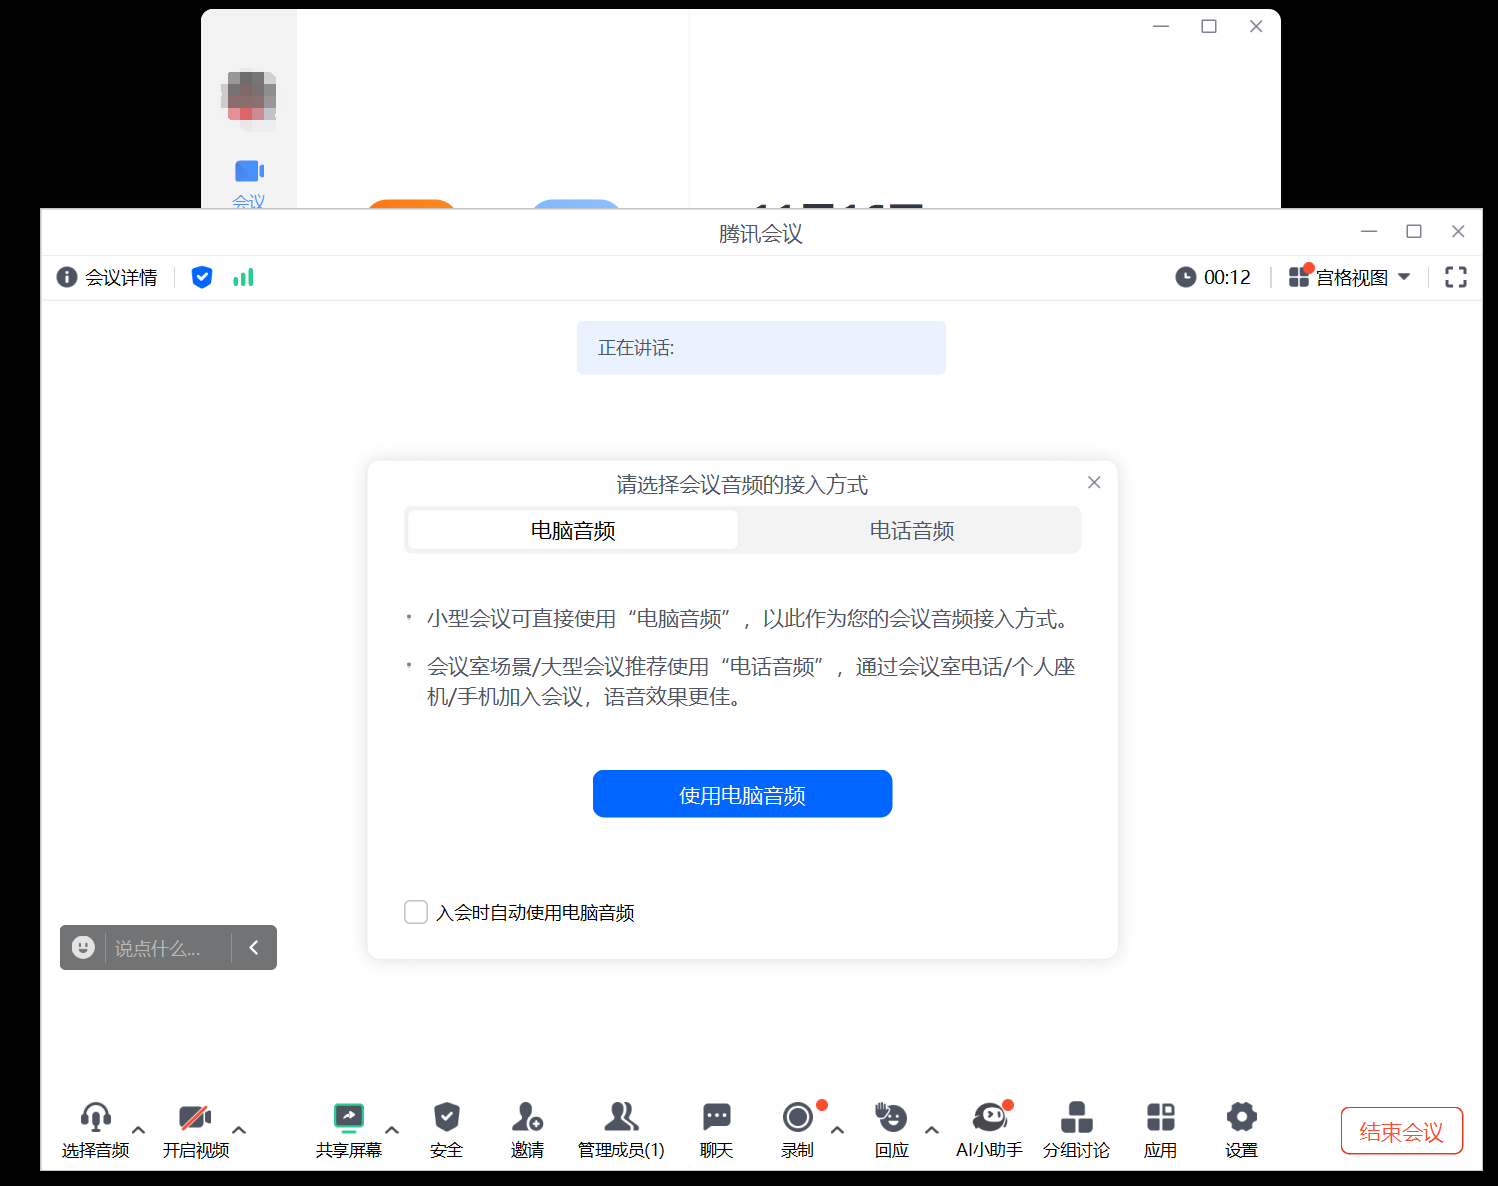 会议
腾讯会议
会议详情
00:12
宫格视图
正在讲话:
请选择会议音频的接入方式
电脑音频
电话音频
· 小型会议可直接使用“电脑音频”，以此作为您的会议音频接入方式。
· 会议室场景/大型会议推荐使用“电话音频”，通过会议室电话/个人座
机/手机加入会议，语音效果更佳。
使用电脑音频
入会时自动使用电脑音频
说点什么...
选择音频
开启视频
共享屏幕
安全
邀请
管理成员(1)
聊天
录制
回应
AI小助手
分组讨论
应用
设置
结束会议